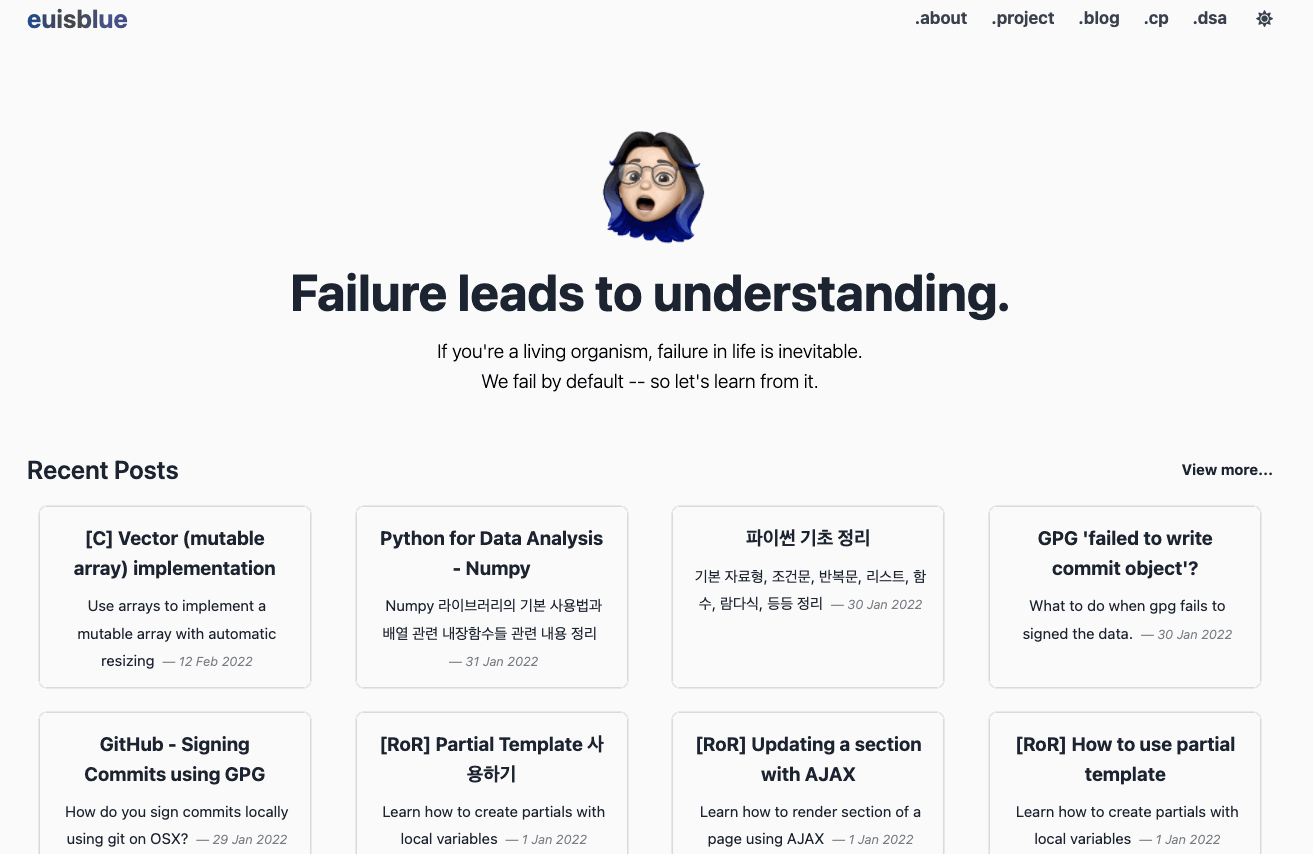 euisblue
.about .project .blog .cp .dsa
Failure leads to understanding.
If you're a living organism, failure in life is inevitable.
We fail by default -- so let's learn from it.
Recent Posts
View more...
[C] Vector (mutable
array) implementation
Use arrays to implement a
mutable array with automatic
resizing — 12 Feb 2022
Python for Data Analysis
- Numpy
Numpy 라이브러리의 기본 사용법과
배열 관련 내장함수들 관련 내용 정리
— 31 Jan 2022
파이썬 기초 정리
기본 자료형, 조건문, 반복문, 리스트, 함
수, 람다식, 등등 정리 — 30 Jan 2022
GPG 'failed to write
commit object'?
What to do when gpg fails to
signed the data. — 30 Jan 2022
GitHub - Signing
Commits using GPG
How do you sign commits locally
using git on OSX? — 29 Jan 2022
[RoR] Partial Template 사
용하기
Learn how to create partials with
local variables — 1 Jan 2022
[RoR] Updating a section
with AJAX
Learn how to render section of a
page using AJAX — 1 Jan 2022
[RoR] How to use partial
template
Learn how to create partials with
local variables — 1 Jan 2022